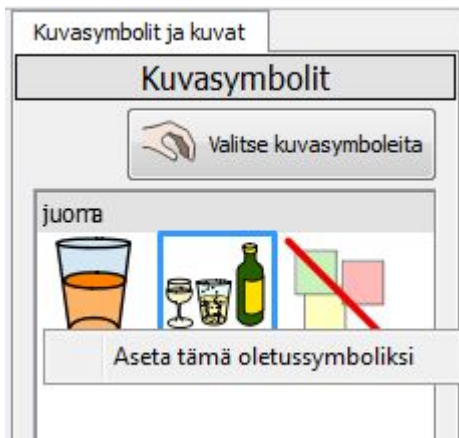 Kuvasymbolit ja kuvat
Kuvasymbolit
Valitse kuvasymboleita
juoma
Aseta tämä oletussymboliksi